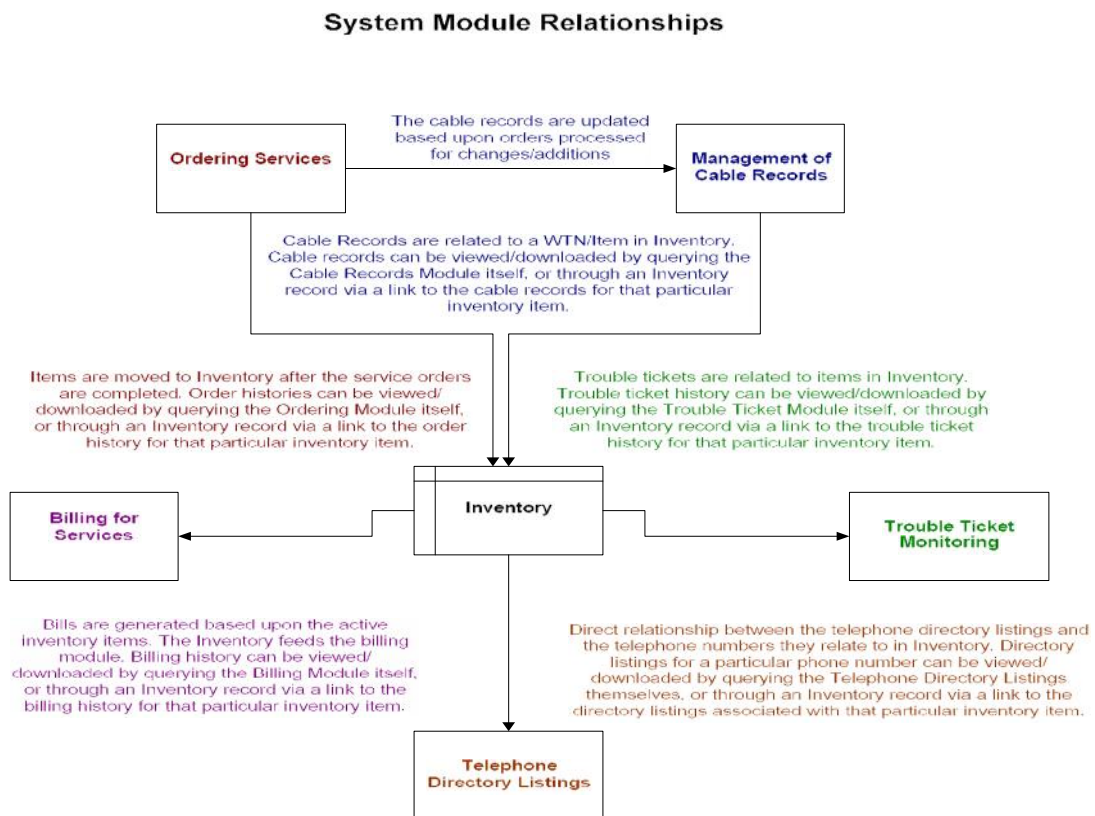 System Module Relationships
The cable records are updated
based upon orders processed
for changes/additions
Ordering Services
Management of
Cable Records
Cable Records are related to a WTN/Item in Inventory.
Cable records can be viewed/downloaded by querying the
Cable Records Module itself, or through an Inventory
record via a link to the cable records for that particular
inventory item.
Items are moved to Inventory after the service orders
are completed. Order histories can be viewed/
downloaded by querying the Ordering Module itself,
or through an Inventory record via a link to the order
history for that particular inventory item.
Trouble tickets are related to items in Inventory.
Trouble ticket history can be viewed/downloaded by
querying the Trouble Ticket Module itself, or through
an Inventory record via a link to the trouble ticket
history for that particular inventory item.
Inventory
Billing for
Services
Trouble Ticket
Monitoring
Bills are generated based upon the active
inventory items. The Inventory feeds the billing
module. Billing history can be viewed/
downloaded by querying the Billing Module itself,
or through an Inventory record via a link to the
billing history for that particular inventory item.
Direct relationship between the telephone directory listings and
the telephone numbers they relate to in Inventory. Directory
listings for a particular phone number can be viewed/
downloaded by querying the Telephone Directory Listings
themselves, or through an Inventory record via a link to the
directory listings associated with that particular inventory item.
Telephone
Directory Listings